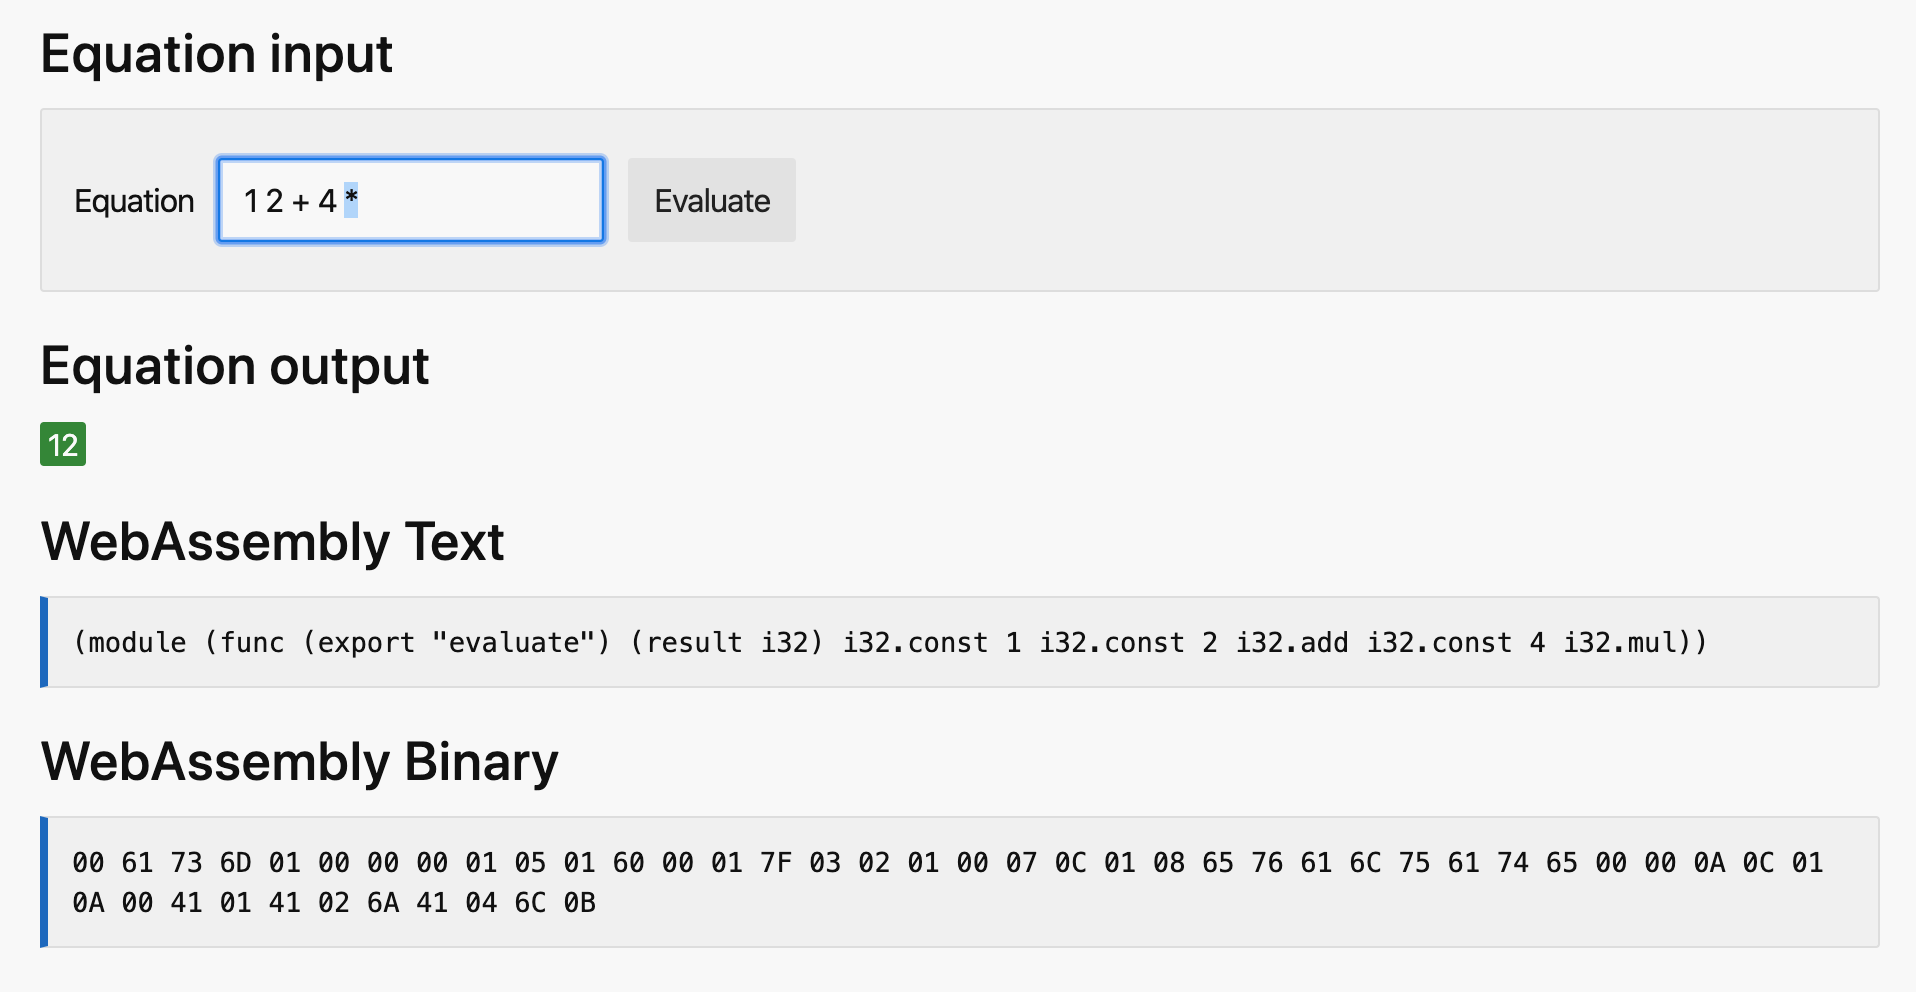 Equation input
Equation 1 2 + 4 * Evaluate
Equation output
12
WebAssembly Text
(module (func (export "evaluate") (result i32) i32.const 1 i32.const 2 i32.add i32.const 4 i32.mul))
WebAssembly Binary
00 61 73 6D 01 00 00 00 01 05 01 60 00 01 7F 03 02 01 00 07 0C 01 08 65 76 61 6C 75 61 74 65 00 00 0A 0C 01
0A 00 41 01 41 02 6A 41 04 6C 0B